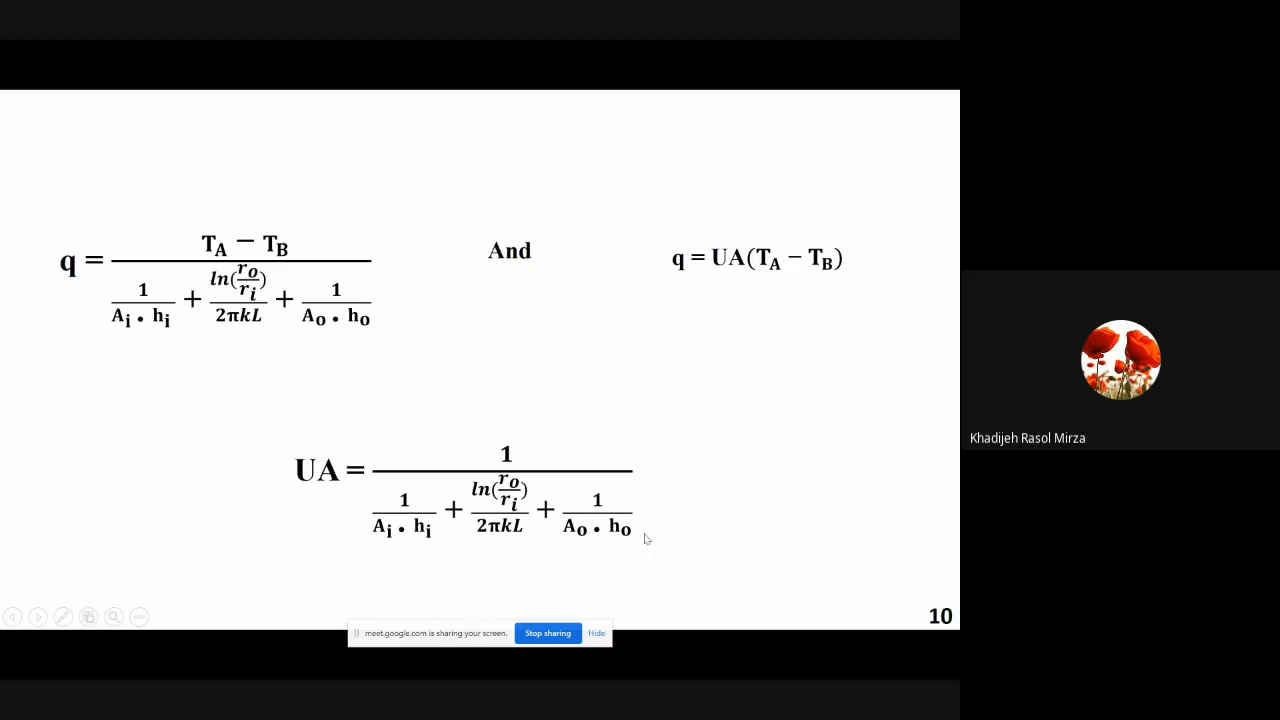 q = (T_A − T_B) / (1/(A_i • h_i) + ln(r_o/r_i)/(2πkL) + 1/(A_o • h_o))
And
q = UA(T_A − T_B)
UA = 1 / (1/(A_i • h_i) + ln(r_o/r_i)/(2πkL) + 1/(A_o • h_o))
Khadijeh Rasol Mirza
10
meet.google.com is sharing your screen. Stop sharing Hide